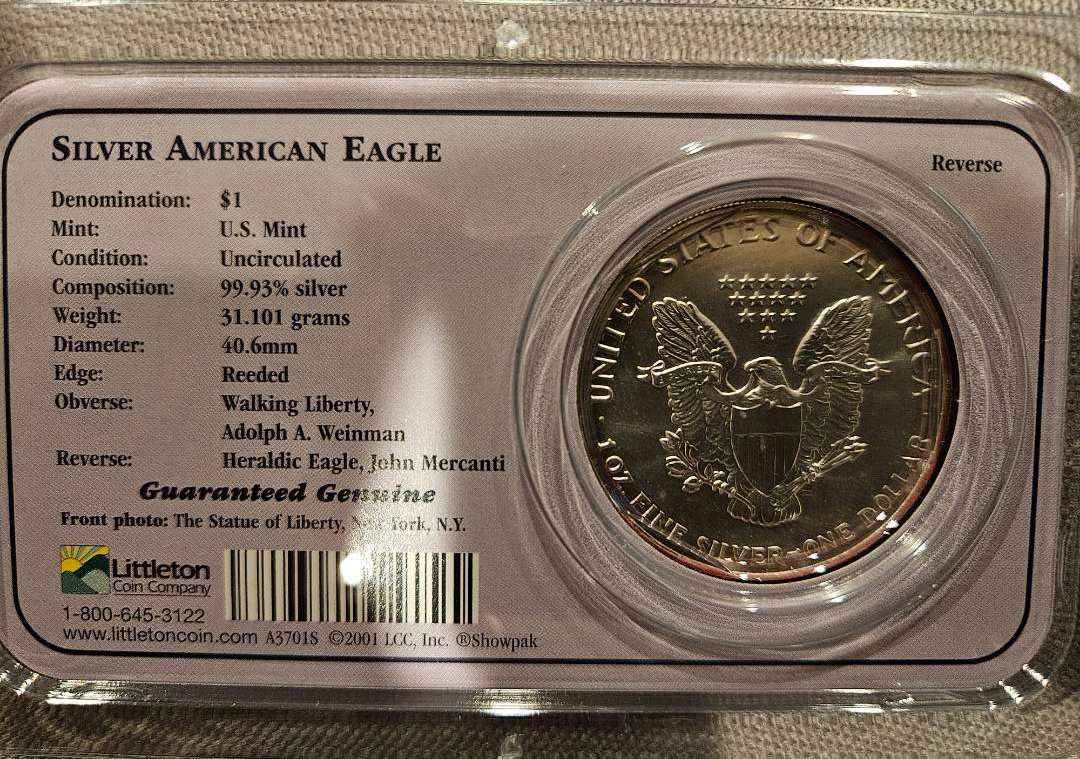 SILVER AMERICAN EAGLE
Reverse
Denomination: $1
Mint: U.S. Mint
Condition: Uncirculated
Composition: 99.93% silver
Weight: 31.101 grams
Diameter: 40.6mm
Edge: Reeded
Obverse: Walking Liberty,
Adolph A. Weinman
Reverse: Heraldic Eagle, John Mercanti
Guaranteed Genuine
Front photo: The Statue of Liberty, New York, N.Y.
Littleton
Coin Company
1-800-645-3122
www.littletoncoin.com A3701S ©2001 LCC, Inc. ®Showpak
UNITED STATES OF AMERICA
1 OZ. FINE SILVER~ONE DOLLAR